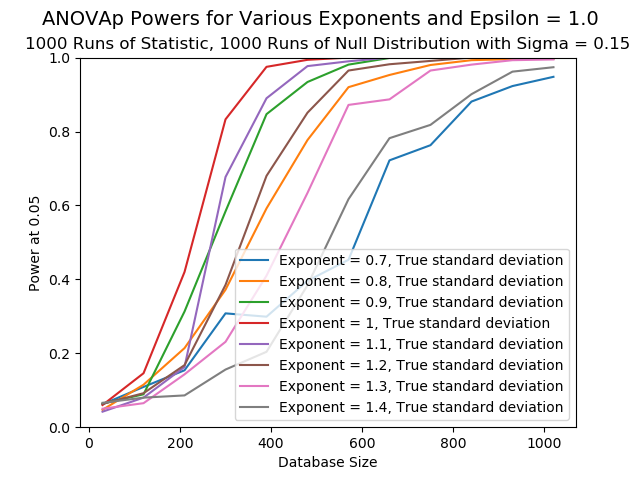 ANOVAp Powers for Various Exponents and Epsilon = 1.0
1000 Runs of Statistic, 1000 Runs of Null Distribution with Sigma = 0.15
1.0
0.8
0.6
0.4
0.2
0.0
Power at 0.05
Exponent = 0.7, True standard deviation
Exponent = 0.8, True standard deviation
Exponent = 0.9, True standard deviation
Exponent = 1, True standard deviation
Exponent = 1.1, True standard deviation
Exponent = 1.2, True standard deviation
Exponent = 1.3, True standard deviation
Exponent = 1.4, True standard deviation
0 200 400 600 800 1000
Database Size